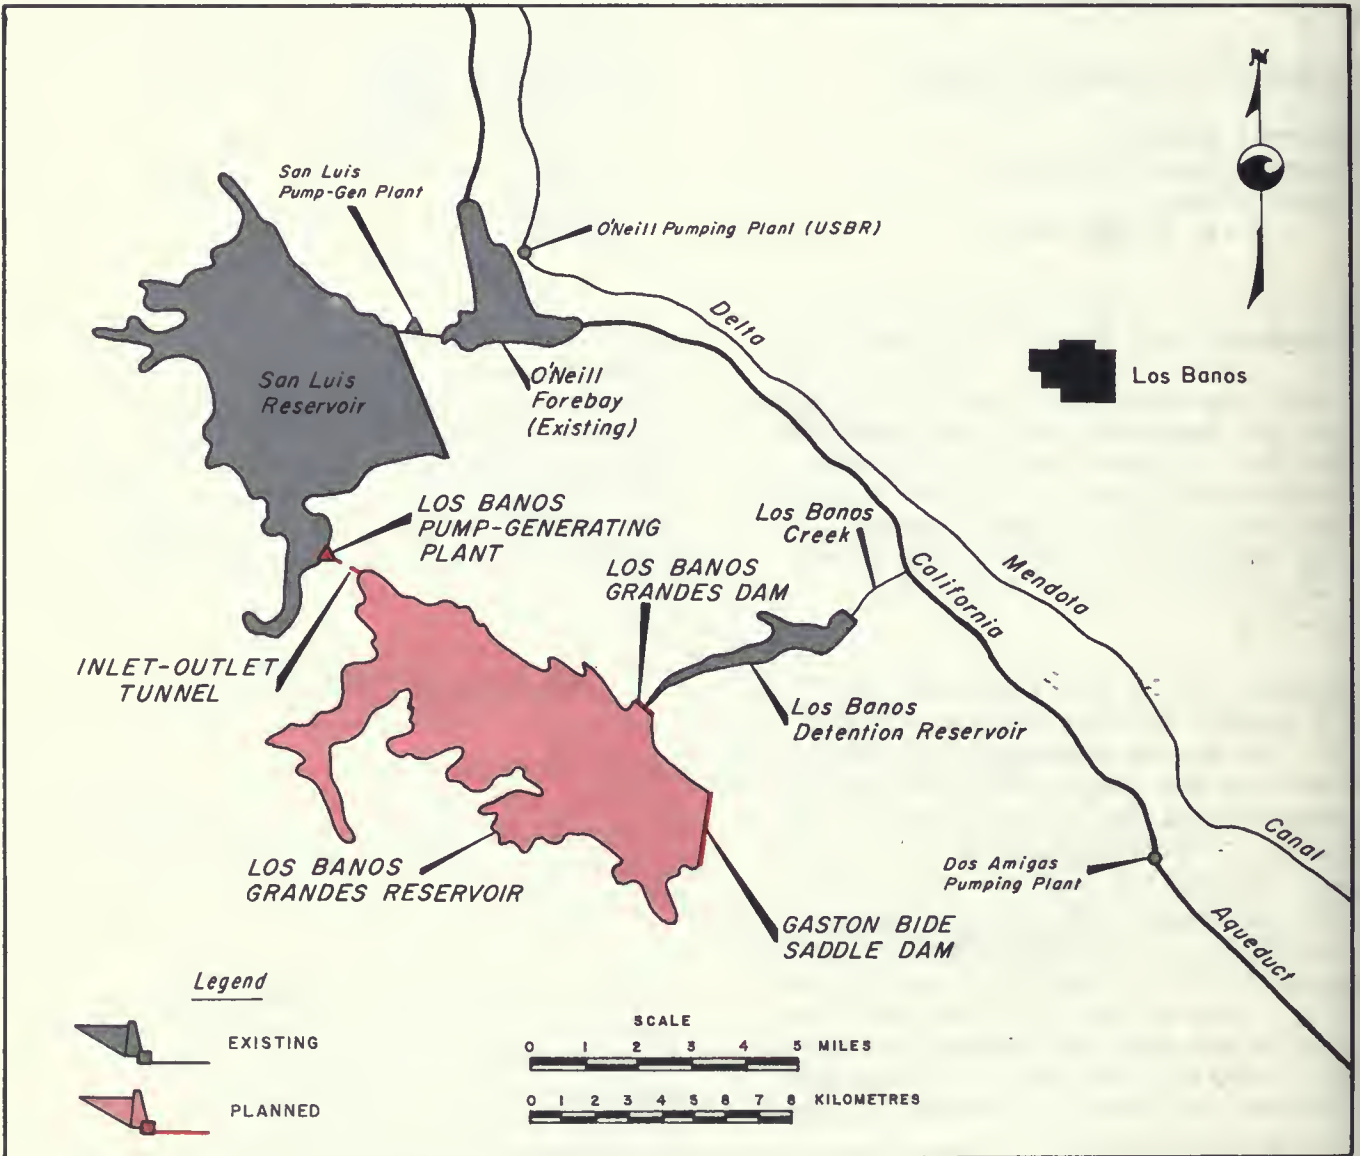 N
San Luis
Pump-Gen Plant
O'Neill Pumping Plant (USBR)
Delta
Los Banos
San Luis
Reservoir
O'Neill
Forebay
(Existing)
LOS BANOS
PUMP-GENERATING
PLANT
Los Banos
Creek
LOS BANOS
GRANDES DAM
California
Mendota
INLET-OUTLET
TUNNEL
Los Banos
Detention Reservoir
LOS BANOS
GRANDES RESERVOIR
Dos Amigas
Pumping Plant
Canal
Aqueduct
GASTON BIDE
SADDLE DAM
Legend
EXISTING
PLANNED
SCALE
0 1 2 3 4 5 MILES
0 1 2 3 4 5 6 7 8 KILOMETRES